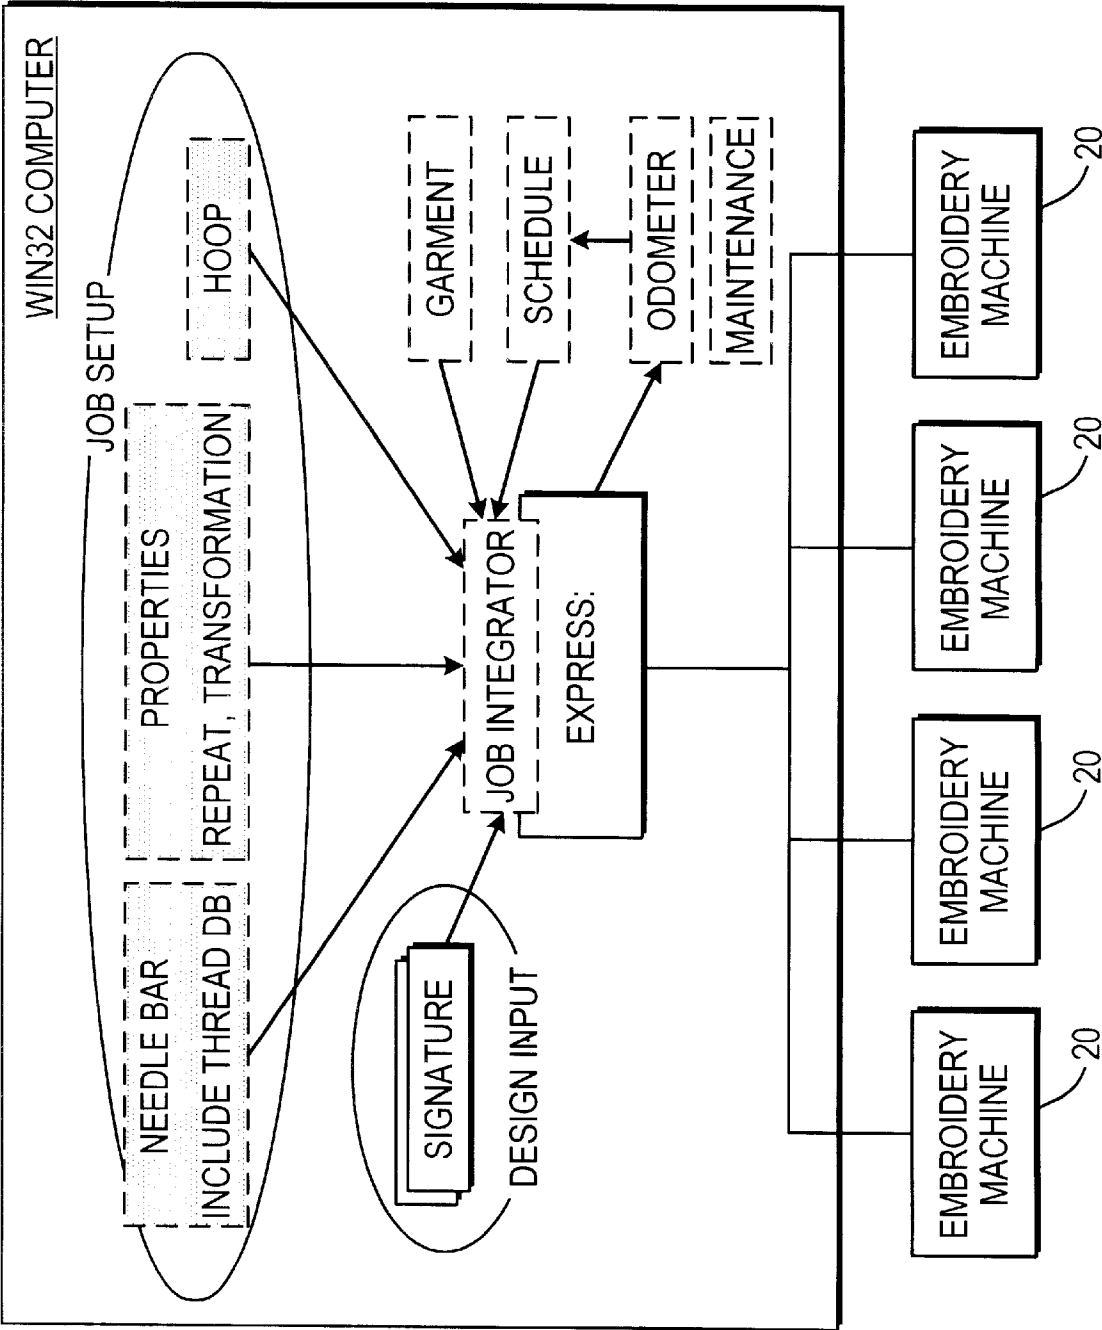 WIN32 COMPUTER
JOB SETUP
NEEDLE BAR
INCLUDE THREAD DB
PROPERTIES
REPEAT, TRANSFORMATION
HOOP
SIGNATURE
DESIGN INPUT
JOB INTEGRATOR
EXPRESS:
GARMENT
SCHEDULE
ODOMETER
MAINTENANCE
EMBROIDERY
MACHINE
20
EMBROIDERY
MACHINE
20
EMBROIDERY
MACHINE
20
EMBROIDERY
MACHINE
20